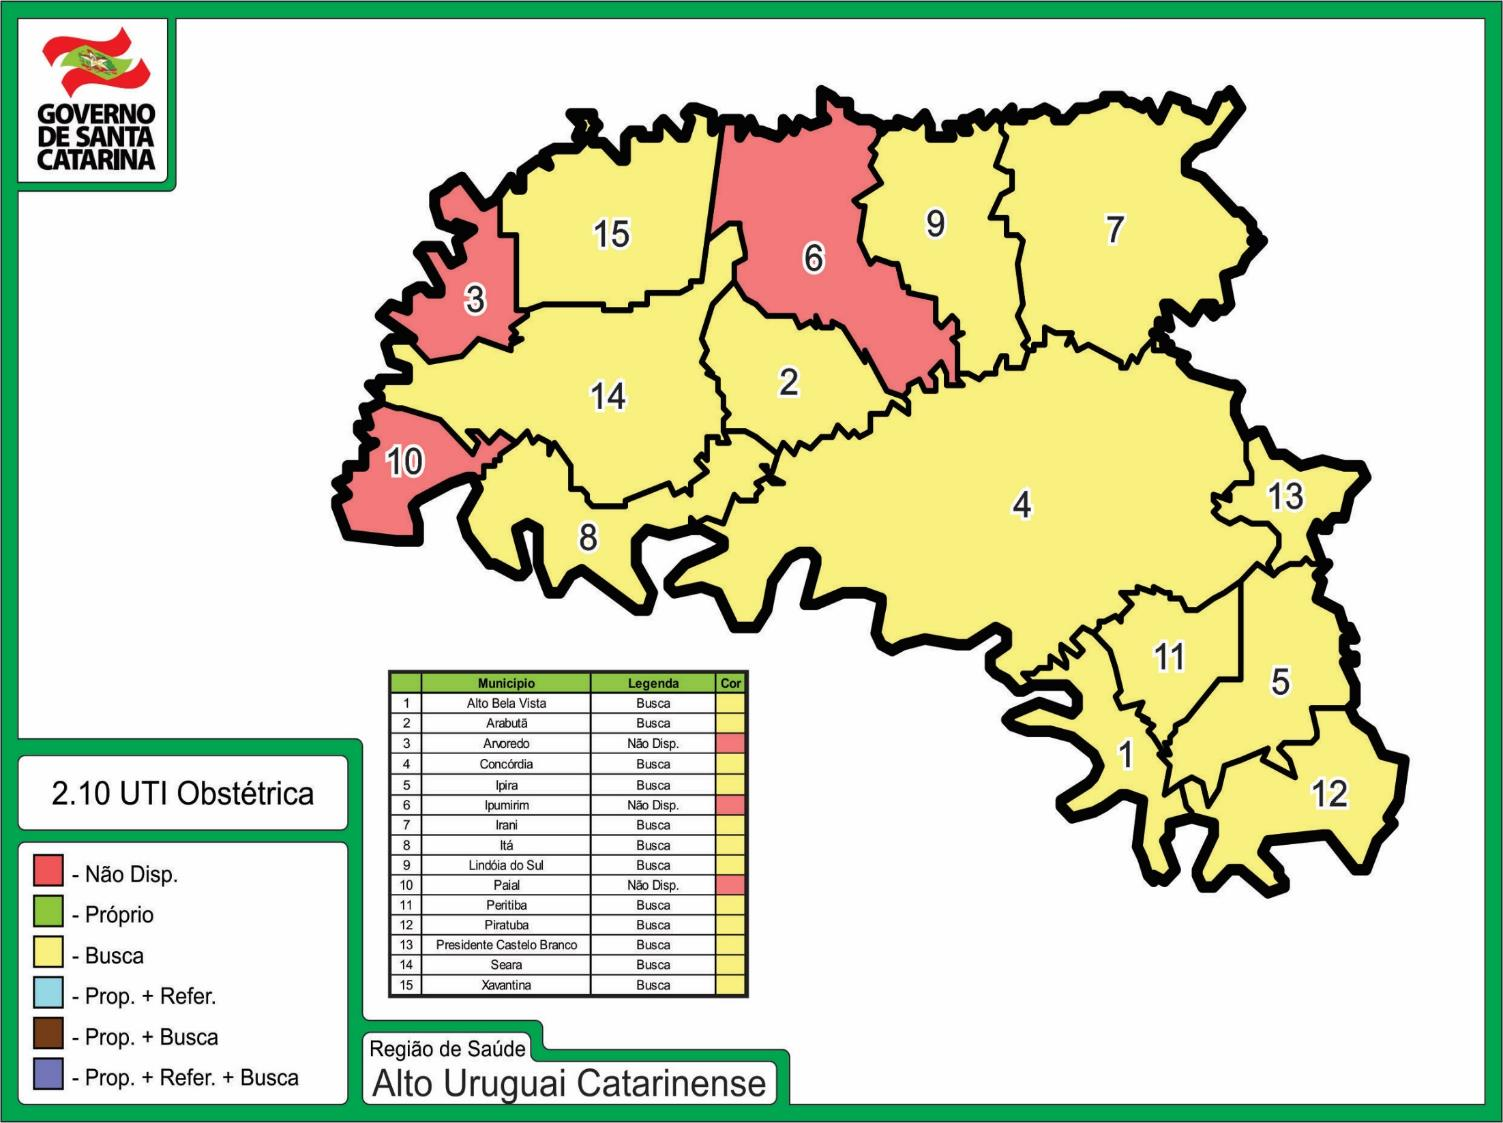 GOVERNO
DE SANTA
CATARINA
15
6
9
7
3
14
2
10
8
4
13
11
5
1
12
Município Legenda Cor
1 Alto Bela Vista Busca
2 Arabutã Busca
3 Arvoredo Não Disp.
4 Concórdia Busca
5 Ipira Busca
6 Ipumirim Não Disp.
7 Irani Busca
8 Itá Busca
9 Lindóia do Sul Busca
10 Paial Não Disp.
11 Peritiba Busca
12 Piratuba Busca
13 Presidente Castelo Branco Busca
14 Seara Busca
15 Xavantina Busca
2.10 UTI Obstétrica
- Não Disp.
- Próprio
- Busca
- Prop. + Refer.
- Prop. + Busca
- Prop. + Refer. + Busca
Região de Saúde
Alto Uruguai Catarinense